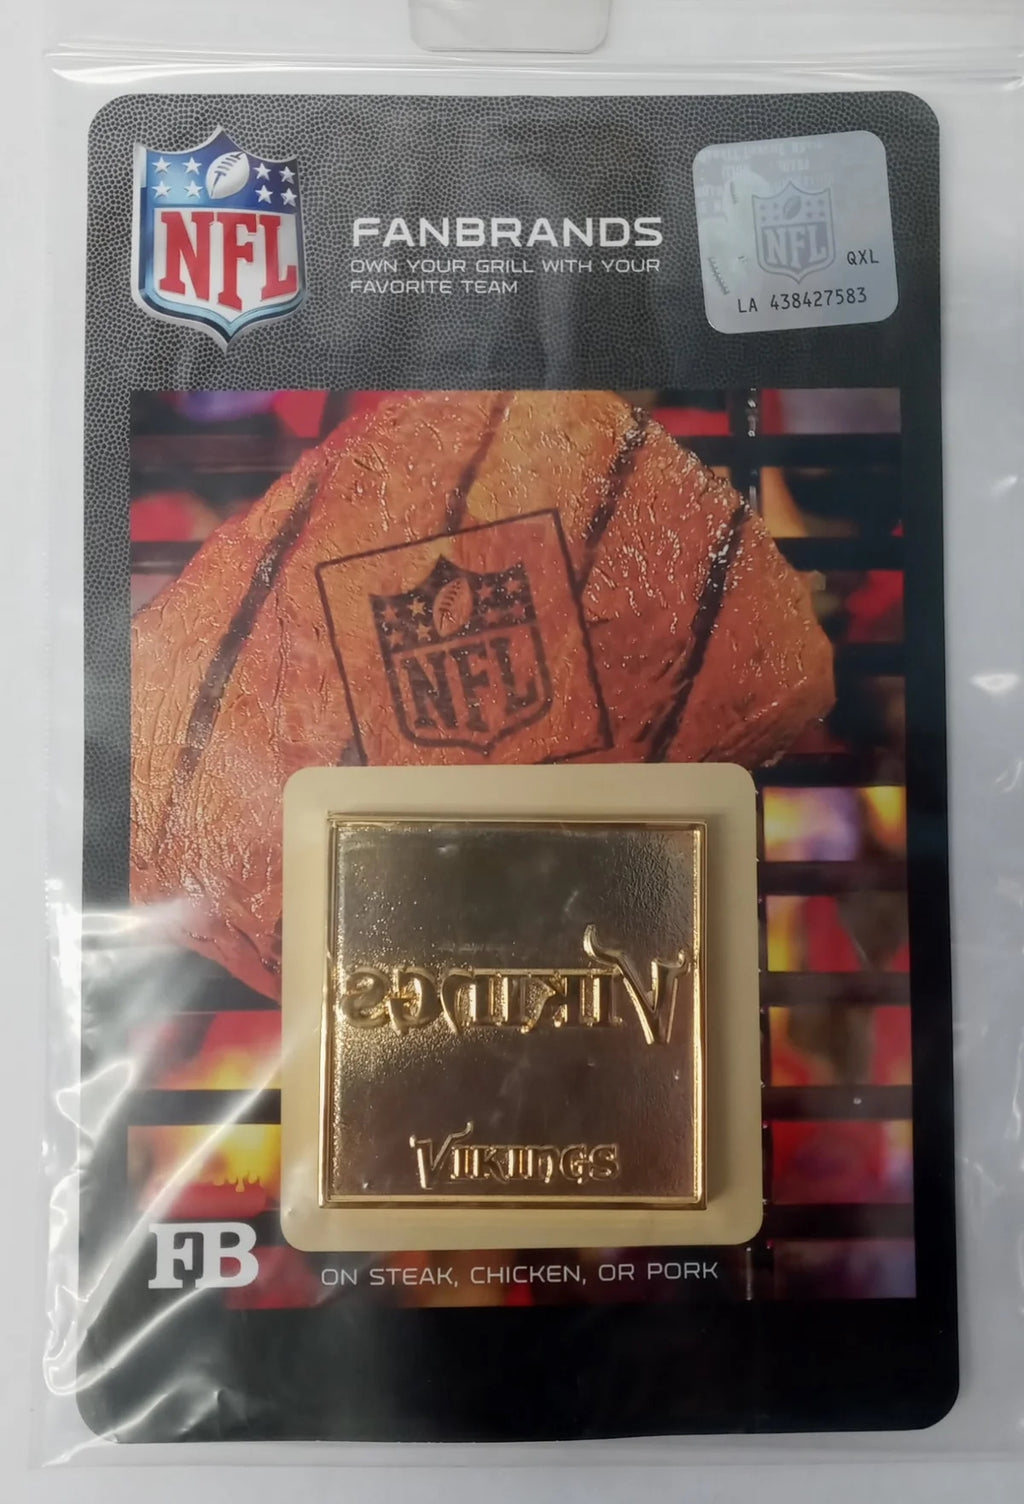 NFL
FANBRANDS
OWN YOUR GRILL WITH YOUR
FAVORITE TEAM
NFL
QXL
LA 438427583
NFL
VIKINGS
VIKINGS
FB
ON STEAK, CHICKEN, OR PORK